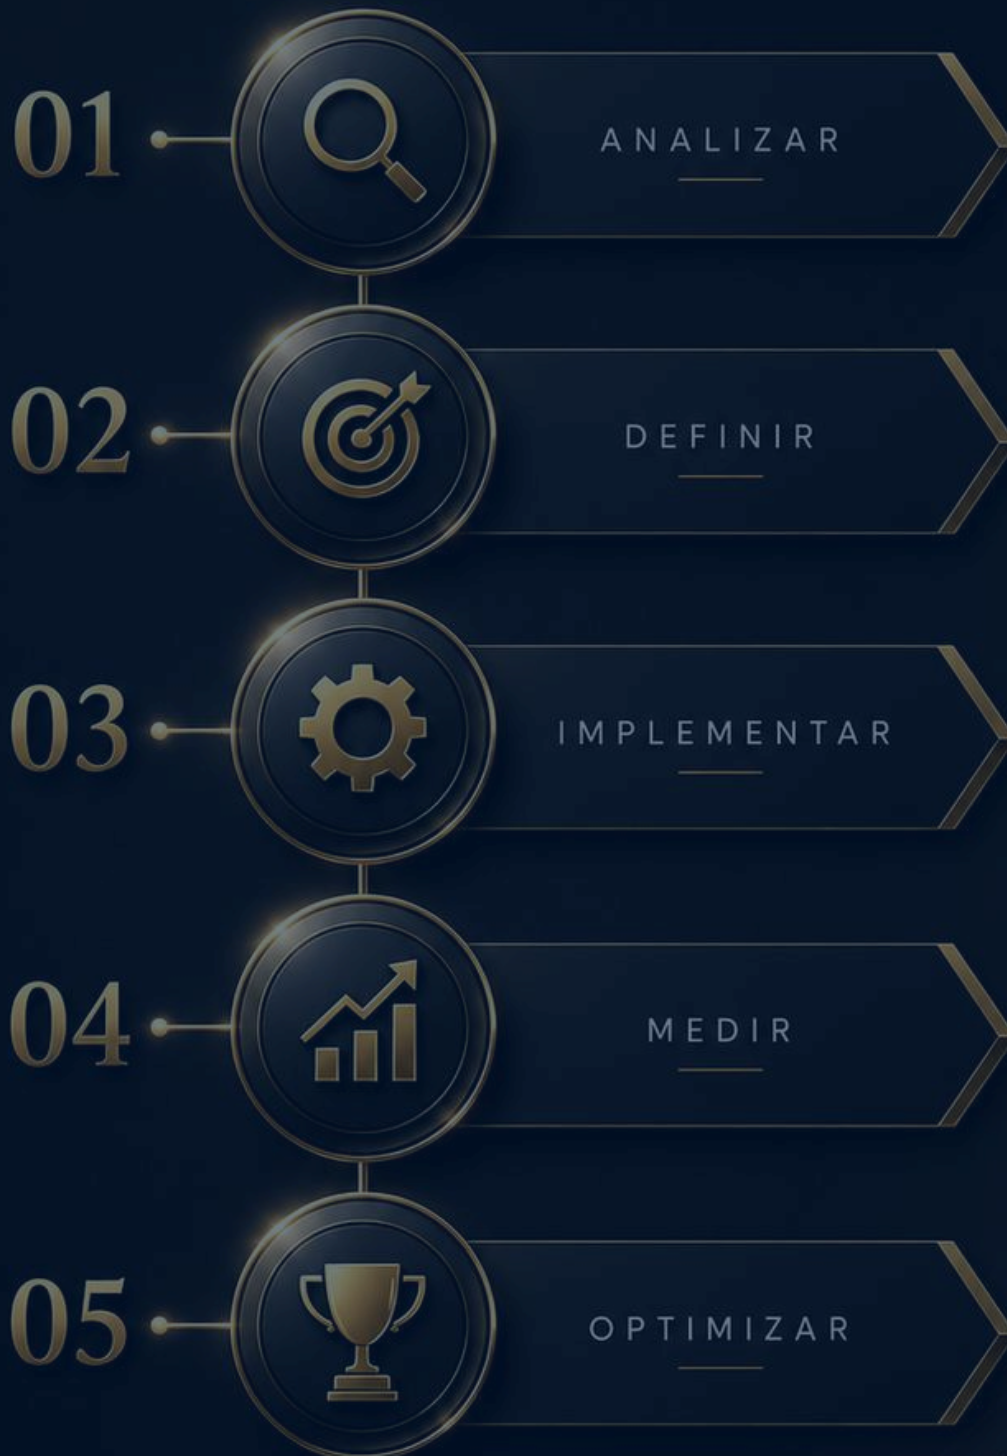 01
ANALIZAR
02
DEFINIR
03
IMPLEMENTAR
04
MEDIR
05
OPTIMIZAR